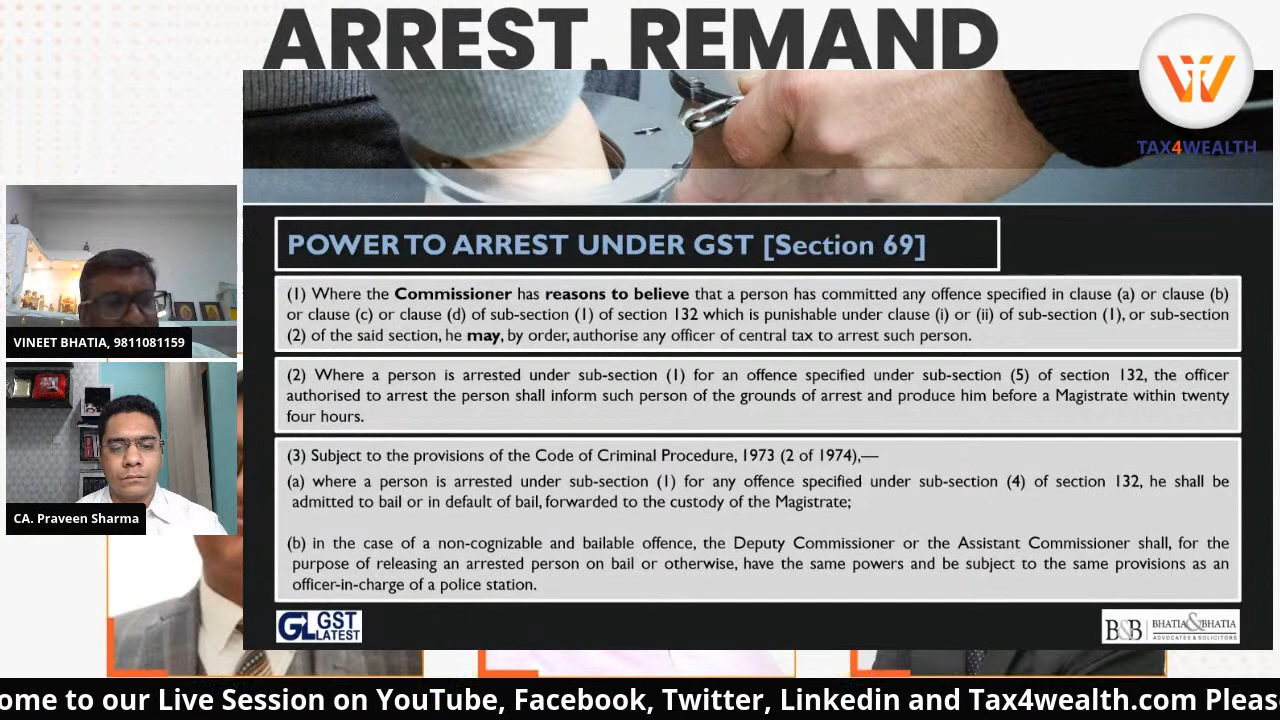 ARREST, REMAND
TAX4WEALTH
VINEET BHATIA, 9811081159
CA. Praveen Sharma
POWER TO ARREST UNDER GST [Section 69]
(1) Where the Commissioner has reasons to believe that a person has committed any offence specified in clause (a) or clause (b)
or clause (c) or clause (d) of sub-section (1) of section 132 which is punishable under clause (i) or (ii) of sub-section (1), or sub-section
(2) of the said section, he may, by order, authorise any officer of central tax to arrest such person.
(2) Where a person is arrested under sub-section (1) for an offence specified under sub-section (5) of section 132, the officer
authorised to arrest the person shall inform such person of the grounds of arrest and produce him before a Magistrate within twenty
four hours.
(3) Subject to the provisions of the Code of Criminal Procedure, 1973 (2 of 1974),—
(a) where a person is arrested under sub-section (1) for any offence specified under sub-section (4) of section 132, he shall be
admitted to bail or in default of bail, forwarded to the custody of the Magistrate;
(b) in the case of a non-cognizable and bailable offence, the Deputy Commissioner or the Assistant Commissioner shall, for the
purpose of releasing an arrested person on bail or otherwise, have the same powers and be subject to the same provisions as an
officer-in-charge of a police station.
GL GST
LATEST
B&B BHATIA & BHATIA
ADVOCATES & SOLICITORS
ome to our Live Session on YouTube, Facebook, Twitter, Linkedin and Tax4wealth.com Pleas